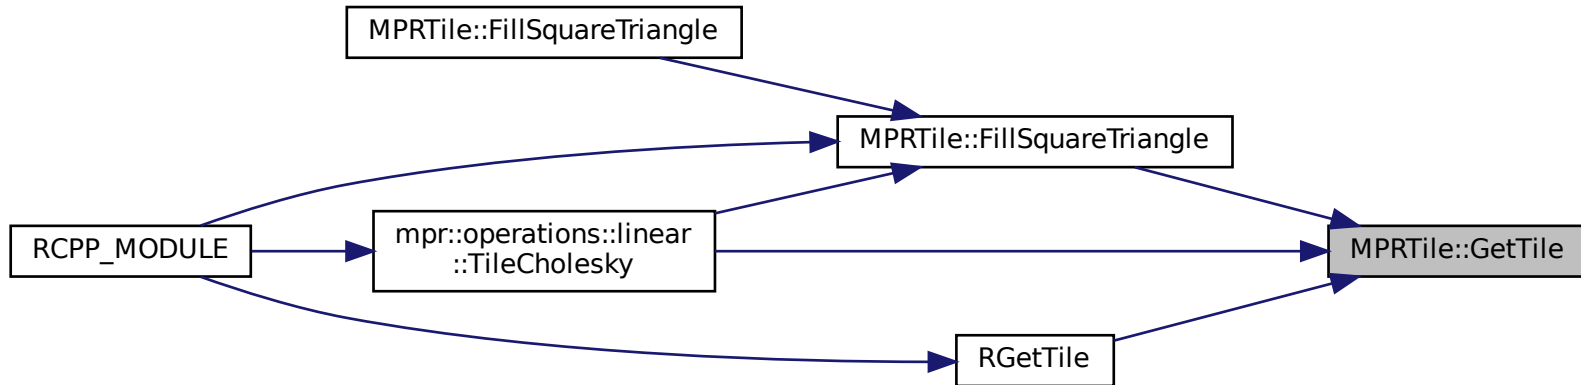 MPRTile::FillSquareTriangle
MPRTile::FillSquareTriangle
RCPP_MODULE
mpr::operations::linear
::TileCholesky
MPRTile::GetTile
RGetTile